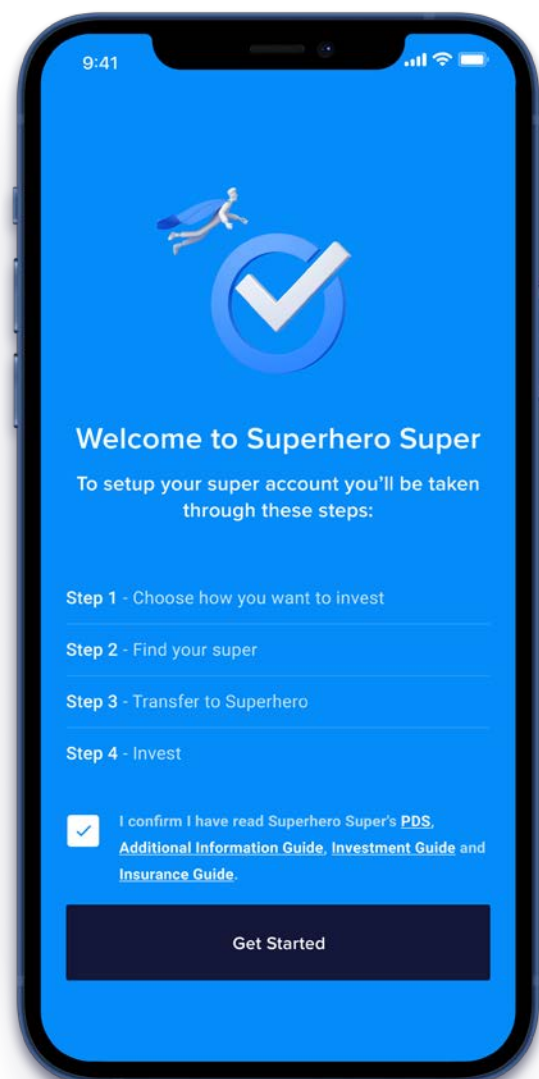 9:41
Welcome to Superhero Super
To setup your super account you'll be taken
through these steps:
Step 1 - Choose how you want to invest
Step 2 - Find your super
Step 3 - Transfer to Superhero
Step 4 - Invest
I confirm I have read Superhero Super's PDS,
Additional Information Guide, Investment Guide and
Insurance Guide.
Get Started